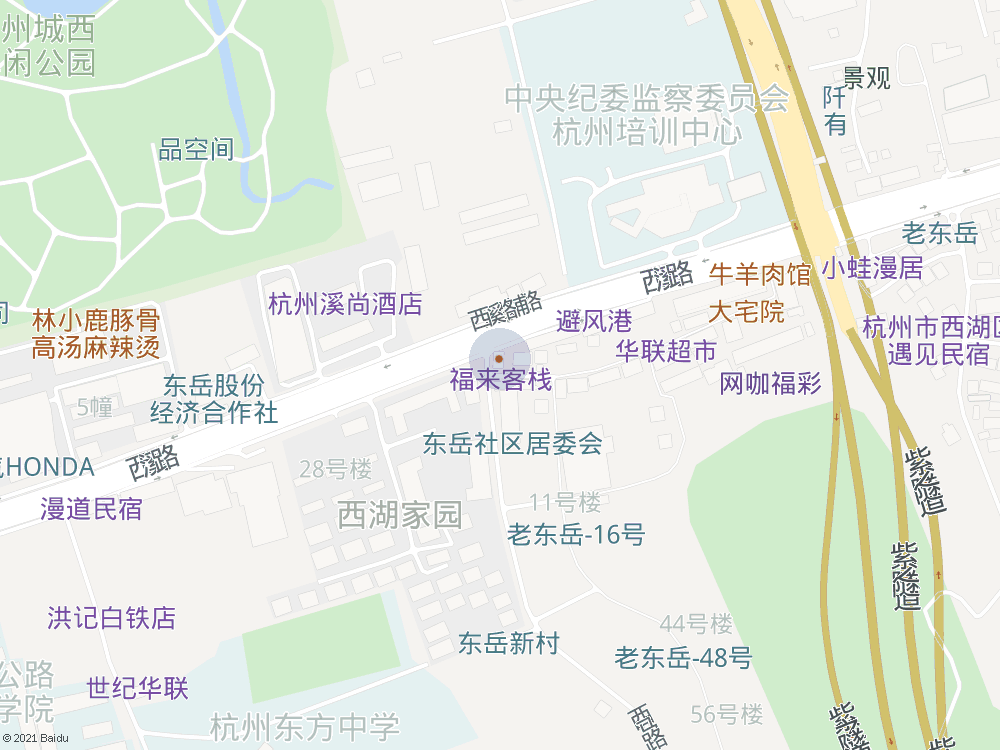 州城西
闲公园
中央纪委监察委员会
杭州培训中心
景观
阡
有
品空间
老东岳
西溪路
牛羊肉馆
小蛙漫居
大宅院
杭州溪尚酒店
西溪路辅路
避风港
间
林小鹿豚骨
高汤麻辣烫
华联超市
杭州市西湖区
遇见民宿
福来客栈
网咖福彩
东岳股份
经济合作社
5幢
东岳社区居委会
西溪路
HONDA
28号楼
紫之隧道
漫道民宿
西湖家园
11号楼
老东岳-16号
紫之隧道
洪记白铁店
44号楼
东岳新村
老东岳-48号
公路
学院
世纪华联
杭州东方中学
56号楼
© 2021 Baidu